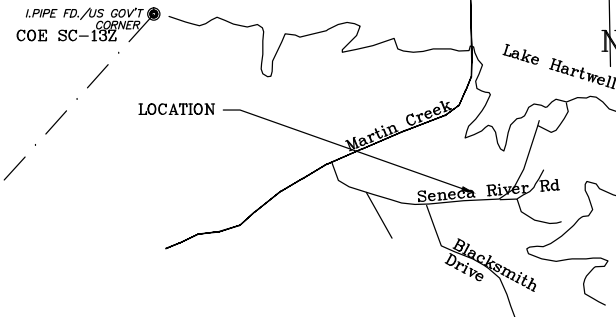 I.PIPE FD./US GOV'T
CORNER
COE SC-13Z
N
Lake Hartwell
LOCATION
Martin Creek
Seneca River Rd
Blacksmith
Drive